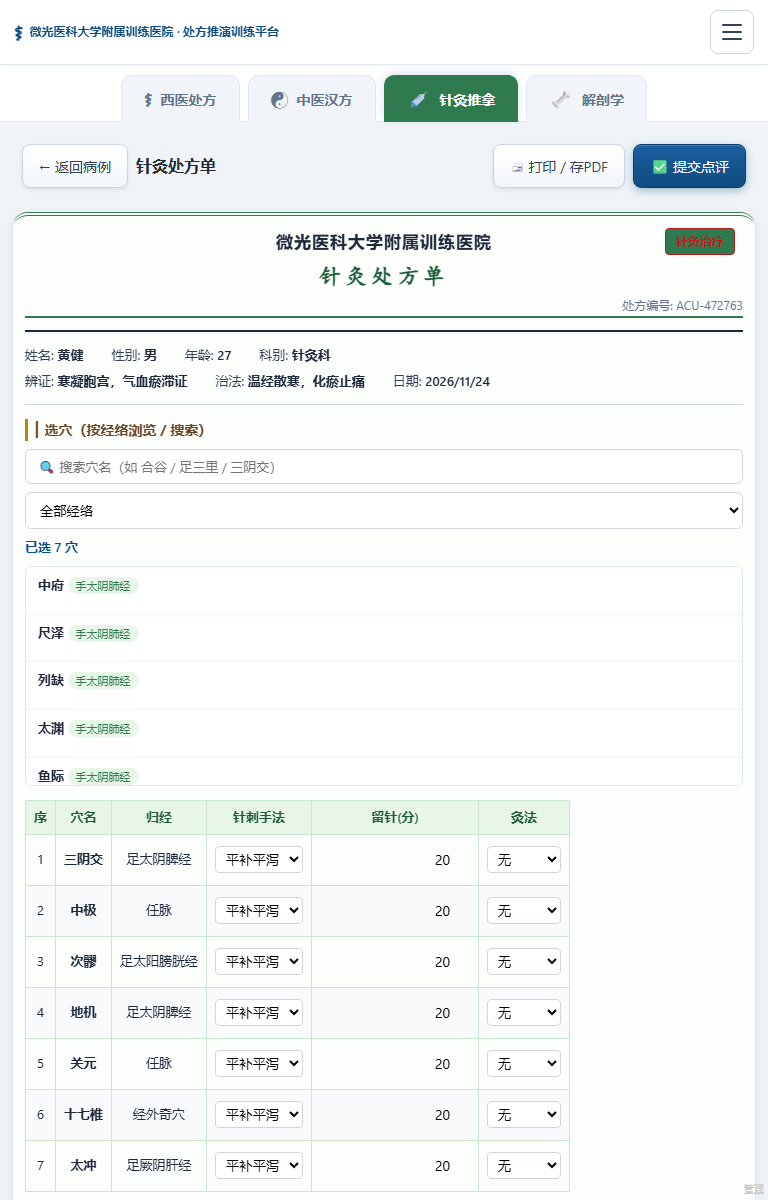 微光医科大学附属训练医院 · 处方推演训练平台
西医处方 中医汉方 针灸推拿 解剖学
← 返回病例 针灸处方单 打印 / 存PDF 提交点评
微光医科大学附属训练医院
针灸治疗
针灸处方单
处方编号: ACU-472763
姓名: 黄健 性别: 男 年龄: 27 科别: 针灸科
辨证: 寒凝胞宫，气血瘀滞证 治法: 温经散寒，化瘀止痛 日期: 2026/11/24
选穴（按经络浏览 / 搜索）
搜索穴名（如 合谷 / 足三里 / 三阴交）
全部经络
已选 7 穴
中府 手太阴肺经
尺泽 手太阴肺经
列缺 手太阴肺经
太渊 手太阴肺经
鱼际 手太阴肺经
序 穴名 归经 针刺手法 留针(分) 灸法
1 三阴交 足太阴脾经 平补平泻 20 无
2 中极 任脉 平补平泻 20 无
3 次髎 足太阳膀胱经 平补平泻 20 无
4 地机 足太阴脾经 平补平泻 20 无
5 关元 任脉 平补平泻 20 无
6 十七椎 经外奇穴 平补平泻 20 无
7 太冲 足厥阴肝经 平补平泻 20 无
管理